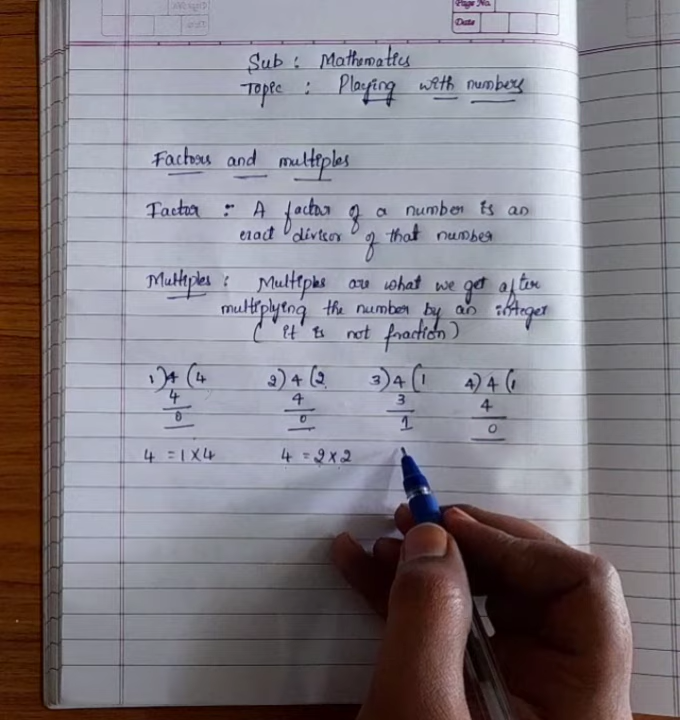 Page No.
Date
Sub : Mathematics
Topic : Playing with numbers
Factors and multiples
Factor :- A factor of a number is an
exact divisor of that number
Multiples : Multiples are what we get after
multiplying the number by an integer
( it is not fraction )
1) 4 ( 4 2) 4 ( 2 3) 4 ( 1 4) 4 ( 1
4 4 3 4
0 0 1 0
4 = 1 x 4 4 = 2 x 2